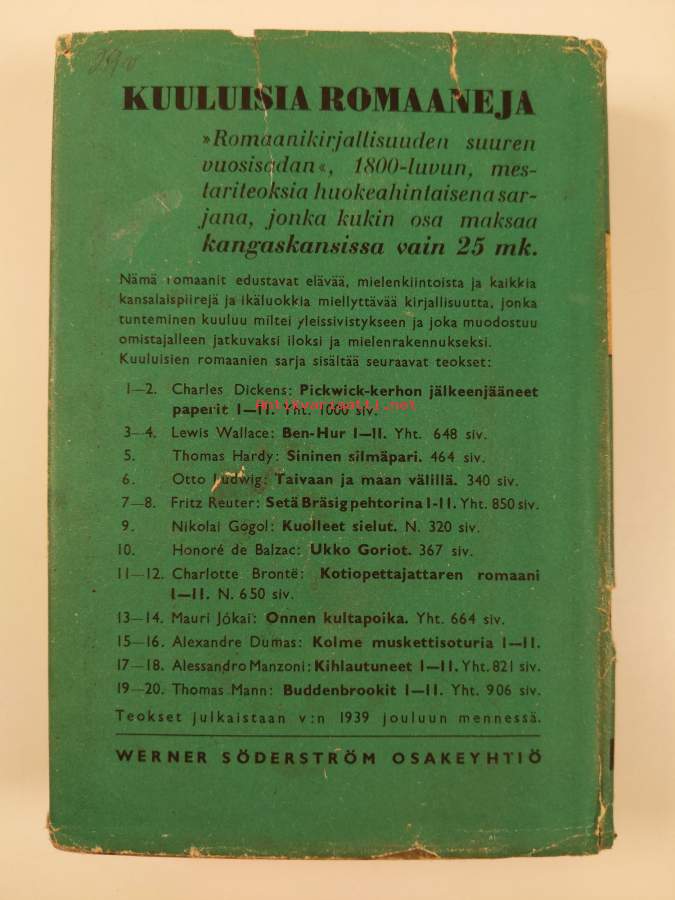 KUULUISIA ROMAANEJA
»Romaanikirjallisuuden suuren
vuosisadan«, 1800-luvun, mes-
tariteoksia huokeahintaisena sar-
jana, jonka kukin osa maksaa
kangaskansissa vain 25 mk.
Nämä romaanit edustavat elävää, mielenkiintoista ja kaikkia
kansalaispiirejä ja ikäluokkia miellyttävää kirjallisuutta, jonka
tunteminen kuuluu miltei yleissivistykseen ja joka muodostuu
omistajalleen jatkuvaksi iloksi ja mielenrakennukseksi.
Kuuluisien romaanien sarja sisältää seuraavat teokset:
1—2. Charles Dickens: Pickwick-kerhon jälkeenjääneet
paperit I—II. Yht. 1000 siv.
Antikvariaatti.net
3—4. Lewis Wallace: Ben-Hur I—II. Yht. 648 siv.
5. Thomas Hardy: Sininen silmäpari. 464 siv.
6. Otto Ludwig: Taivaan ja maan välillä. 340 siv.
7—8. Fritz Reuter: Setä Bräsig pehtorina I-II. Yht. 850 siv.
9. Nikolai Gogol: Kuolleet sielut. N. 320 siv.
10. Honoré de Balzac: Ukko Goriot. 367 siv.
11—12. Charlotte Brontë: Kotiopettajattaren romaani
I—II. N. 650 siv.
13—14. Mauri Jókai: Onnen kultapoika. Yht. 664 siv.
15—16. Alexandre Dumas: Kolme muskettisoturia I—II.
17—18. Alessandro Manzoni: Kihlautuneet I—II. Yht. 821 siv.
19—20. Thomas Mann: Buddenbrookit I—II. Yht. 906 siv.
Teokset julkaistaan v:n 1939 jouluun mennessä.
WERNER SÖDERSTRÖM OSAKEYHTIÖ